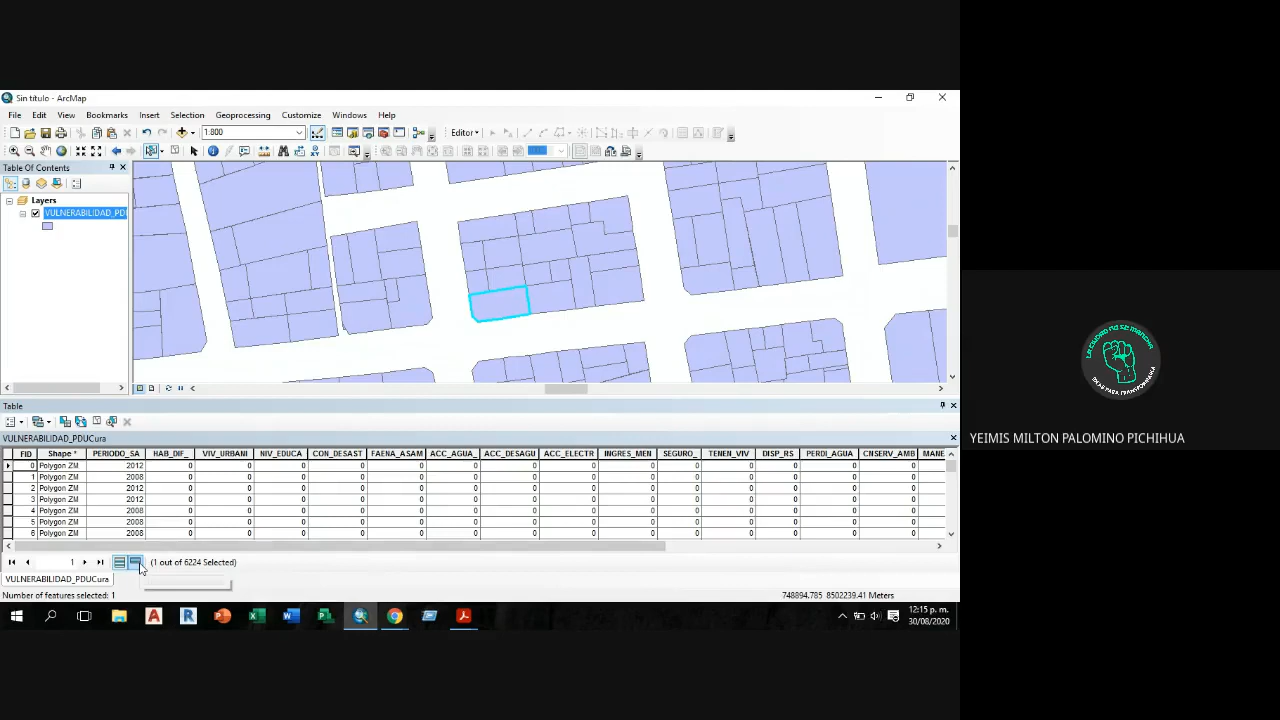 Sin título - ArcMap
File Edit View Bookmarks Insert Selection Geoprocessing Customize Windows Help
1:800
Editor
Table Of Contents
Layers
VULNERABILIDAD_PDU
Table
VULNERABILIDAD_PDUCura
FID Shape * PERIODO_SA HAB_DIF_ VIV_URBANI NIV_EDUCA CON_DESAST FAENA_ASAM ACC_AGUA_ ACC_DESAGU ACC_ELECTR INGRES_MEN SEGURO_ TENEN_VIV DISP_RS PERDI_AGUA CNSERV_AMB MANE
0 Polygon ZM 2012 0 0 0 0 0 0 0 0 0 0 0 0 0 0
1 Polygon ZM 2008 0 0 0 0 0 0 0 0 0 0 0 0 0 0
2 Polygon ZM 2012 0 0 0 0 0 0 0 0 0 0 0 0 0 0
3 Polygon ZM 2012 0 0 0 0 0 0 0 0 0 0 0 0 0 0
4 Polygon ZM 2008 0 0 0 0 0 0 0 0 0 0 0 0 0 0
5 Polygon ZM 2008 0 0 0 0 0 0 0 0 0 0 0 0 0 0
6 Polygon ZM 2008 0 0 0 0 0 0 0 0 0 0 0 0 0 0
1 (1 out of 6224 Selected)
VULNERABILIDAD_PDUCura
Number of features selected: 1
748894.785 8502239.41 Meters
12:15 p. m.
30/08/2020
LA CIUDAD NO SE MANCHA
IDEAS PARA TRANSFORMARLA
YEIMIS MILTON PALOMINO PICHIHUA